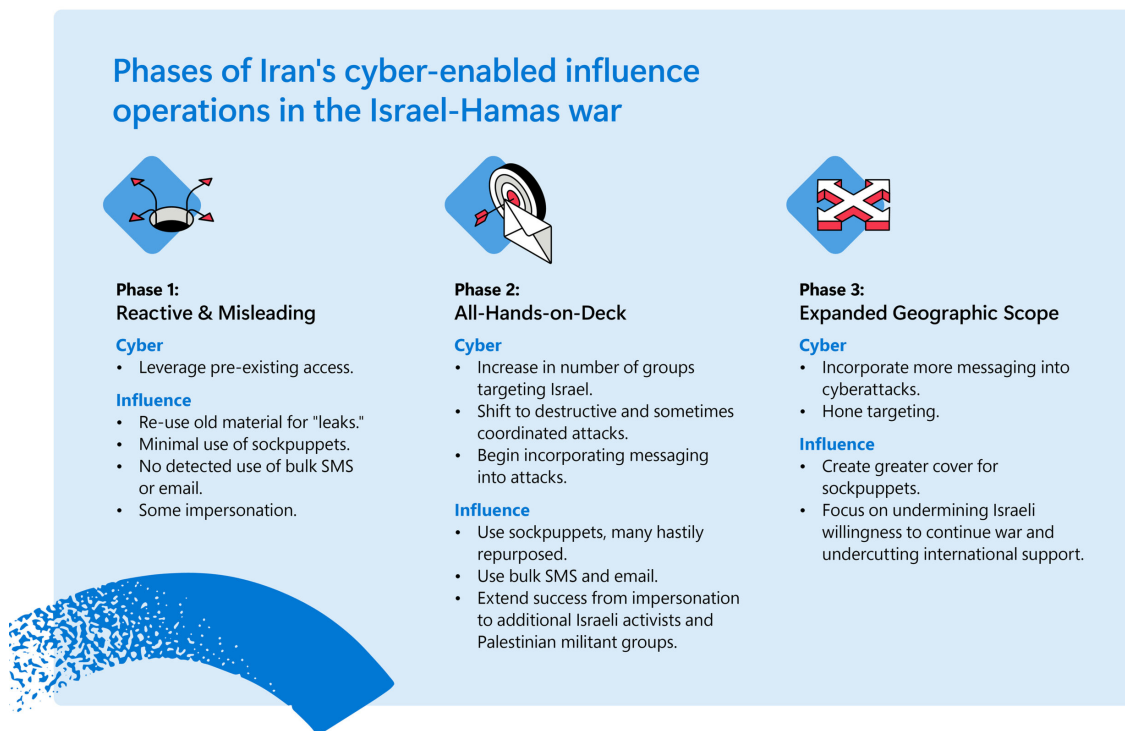 Phases of Iran's cyber-enabled influence
operations in the Israel-Hamas war
Phase 1:
Reactive & Misleading
Cyber
• Leverage pre-existing access.
Influence
• Re-use old material for "leaks."
• Minimal use of sockpuppets.
• No detected use of bulk SMS
or email.
• Some impersonation.
Phase 2:
All-Hands-on-Deck
Cyber
• Increase in number of groups
targeting Israel.
• Shift to destructive and sometimes
coordinated attacks.
• Begin incorporating messaging
into attacks.
Influence
• Use sockpuppets, many hastily
repurposed.
• Use bulk SMS and email.
• Extend success from impersonation
to additional Israeli activists and
Palestinian militant groups.
Phase 3:
Expanded Geographic Scope
Cyber
• Incorporate more messaging into
cyberattacks.
• Hone targeting.
Influence
• Create greater cover for
sockpuppets.
• Focus on undermining Israeli
willingness to continue war and
undercutting international support.